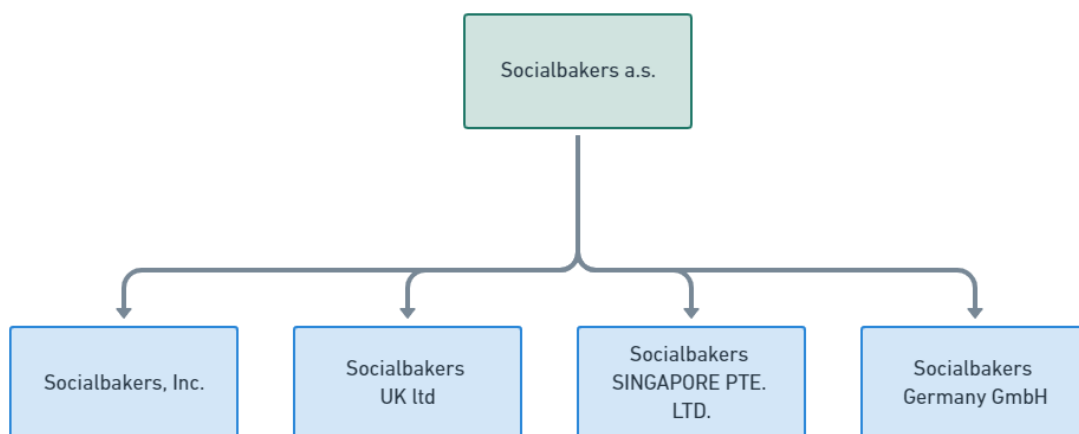 Socialbakers a.s.
Socialbakers, Inc.
Socialbakers
UK ltd
Socialbakers
SINGAPORE PTE.
LTD.
Socialbakers
Germany GmbH